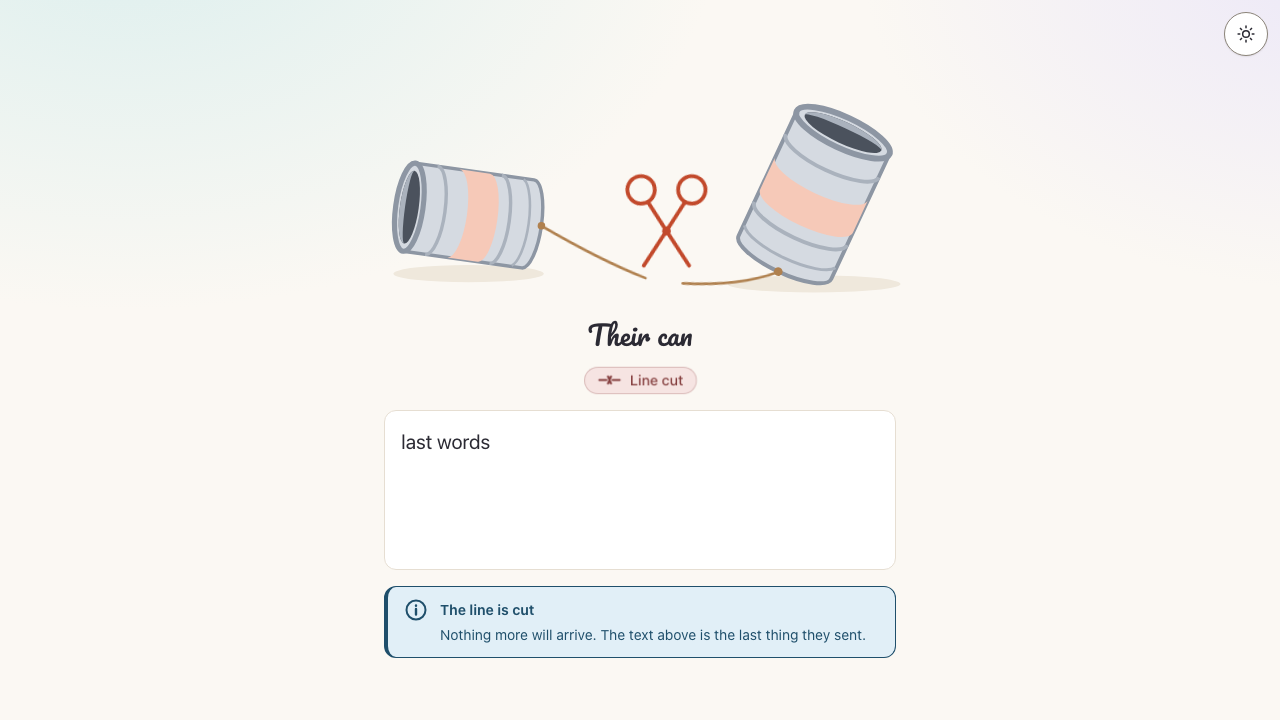 Their can
Line cut
last words
The line is cut
Nothing more will arrive. The text above is the last thing they sent.